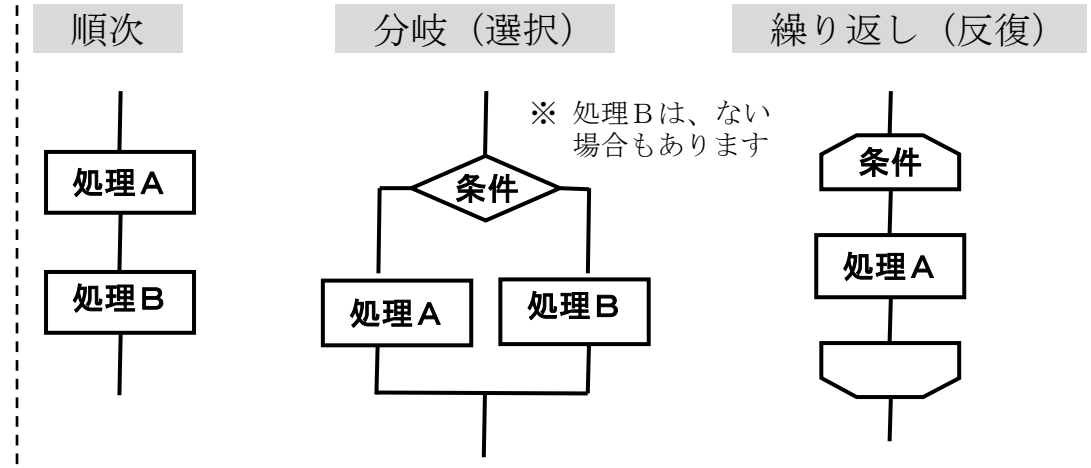 順次
処理A
処理B
分岐（選択）
※ 処理Bは、ない
場合もあります
条件
処理A
処理B
繰り返し（反復）
条件
処理A